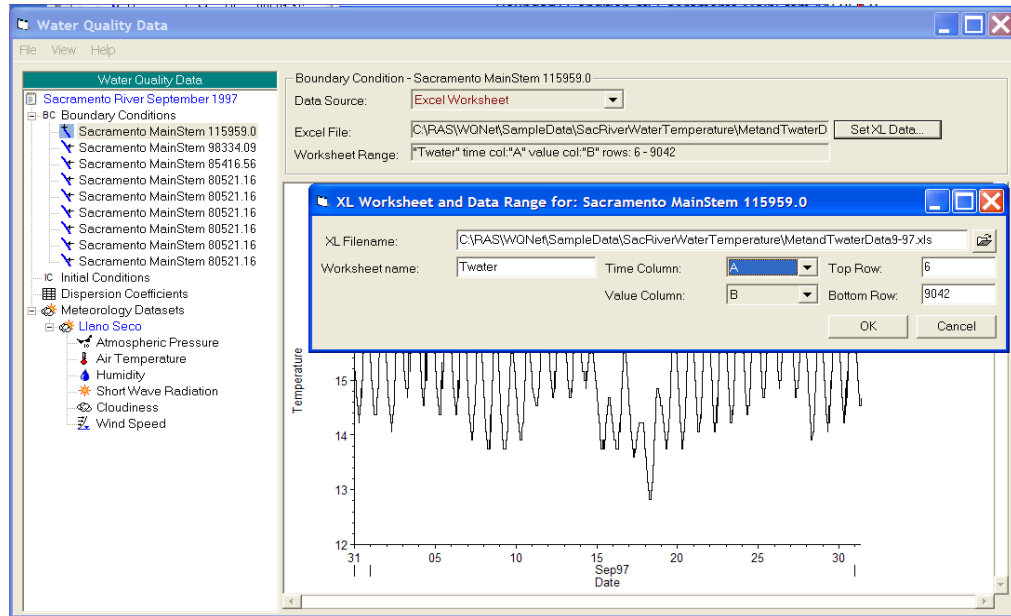 Water Quality Data
File View Help
Water Quality Data
Sacramento River September 1997
BC Boundary Conditions
Sacramento MainStem 115959.0
Sacramento MainStem 98334.09
Sacramento MainStem 85416.56
Sacramento MainStem 80521.16
Sacramento MainStem 80521.16
Sacramento MainStem 80521.16
Sacramento MainStem 80521.16
Sacramento MainStem 80521.16
Sacramento MainStem 80521.16
IC Initial Conditions
Dispersion Coefficients
Meteorology Datasets
Llano Seco
Atmospheric Pressure
Air Temperature
Humidity
Short Wave Radiation
Cloudiness
Wind Speed
Boundary Condition - Sacramento MainStem 115959.0
Data Source: Excel Worksheet
Excel File: C:\RAS\WQNet\SampleData\SacRiverWaterTemperature\MetandTwaterD Set XL Data...
Worksheet Range: "Twater" time col:"A" value col:"B" rows: 6 - 9042
XL Worksheet and Data Range for: Sacramento MainStem 115959.0
XL Filename: C:\RAS\WQNet\SampleData\SacRiverWaterTemperature\MetandTwaterData9-97.xls
Worksheet name: Twater Time Column: A Top Row: 6
Value Column: B Bottom Row: 9042
OK Cancel
Temperature
15
14
13
12
31 05 10 15 20 25 30
Sep97
Date